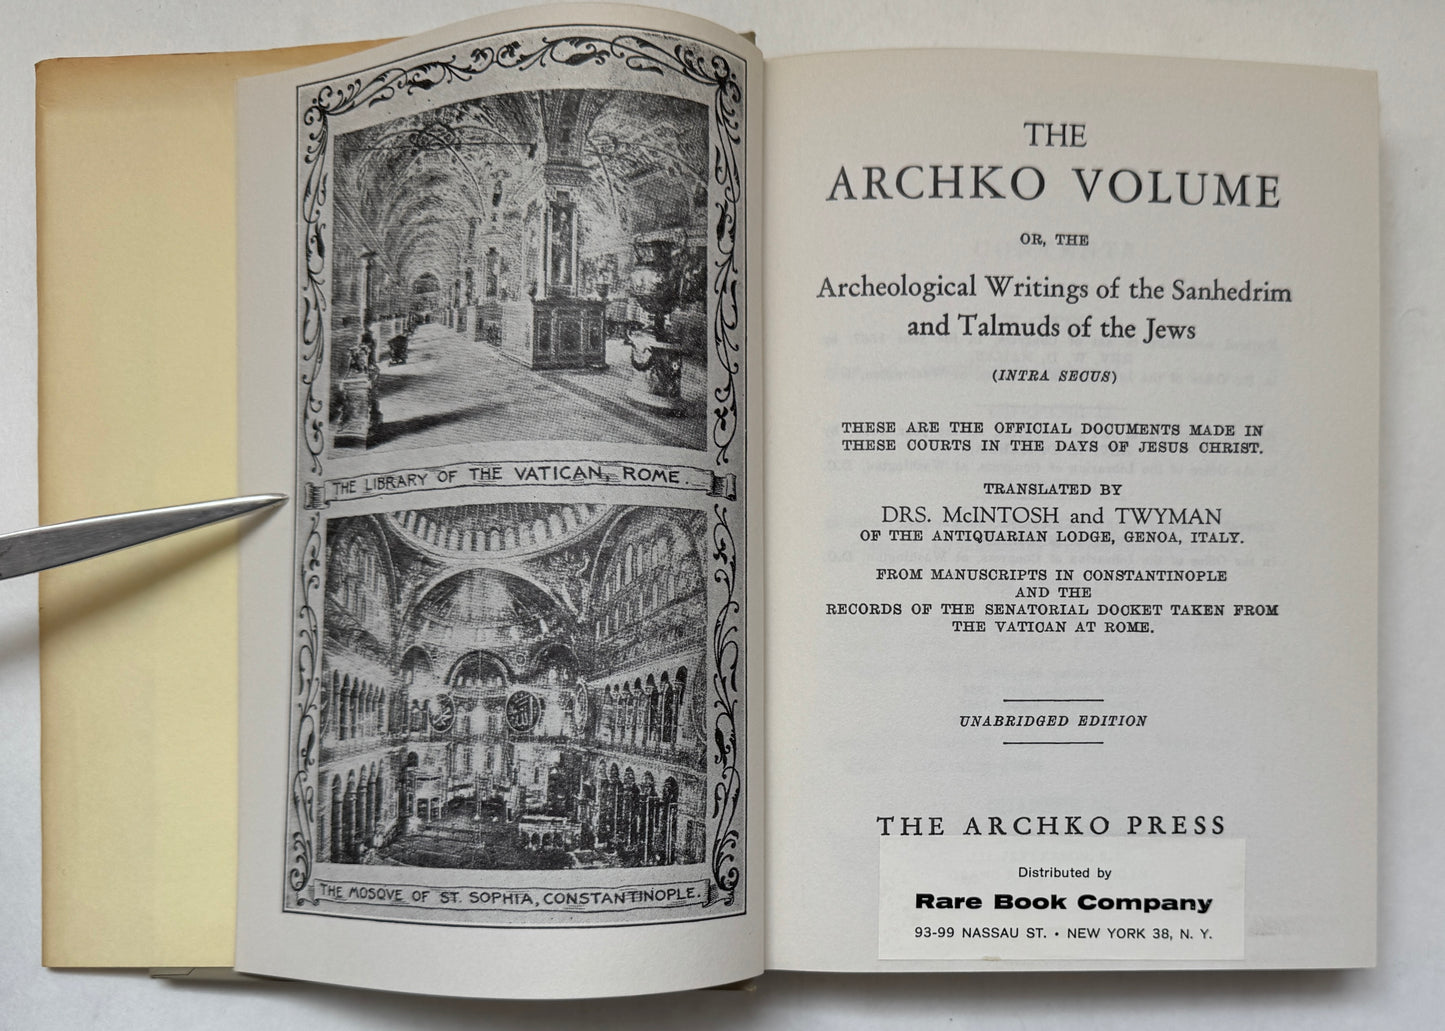 THE LIBRARY OF THE VATICAN, ROME.
THE MOSQVE OF ST. SOPHIA, CONSTANTINOPLE.
THE
ARCHKO VOLUME
OR, THE
Archeological Writings of the Sanhedrim
and Talmuds of the Jews
(INTRA SECUS)
THESE ARE THE OFFICIAL DOCUMENTS MADE IN
THESE COURTS IN THE DAYS OF JESUS CHRIST.
TRANSLATED BY
DRS. McINTOSH and TWYMAN
OF THE ANTIQUARIAN LODGE, GENOA, ITALY.
FROM MANUSCRIPTS IN CONSTANTINOPLE
AND THE
RECORDS OF THE SENATORIAL DOCKET TAKEN FROM
THE VATICAN AT ROME.
UNABRIDGED EDITION
THE ARCHKO PRESS
Distributed by
Rare Book Company
93-99 NASSAU ST. • NEW YORK 38, N. Y.